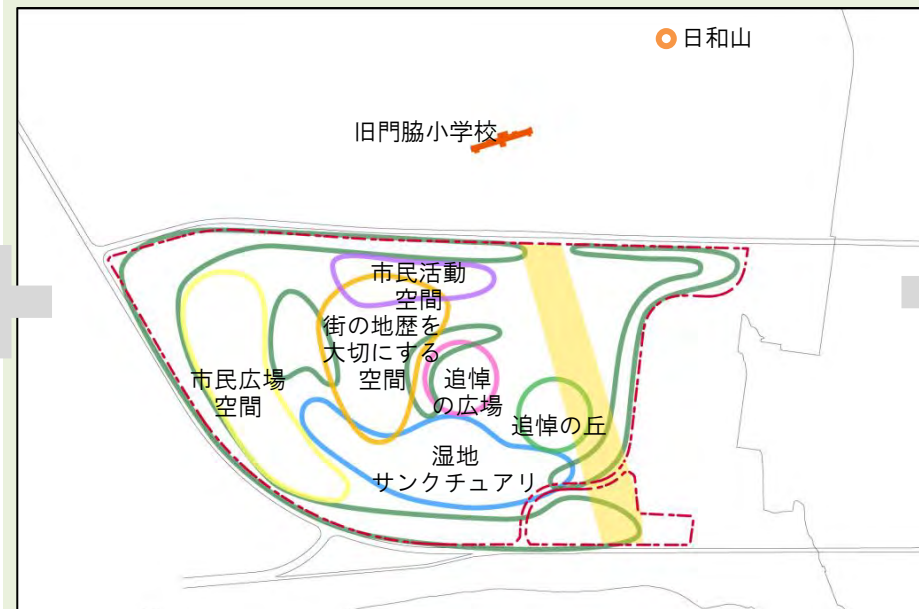 日和山
旧門脇小学校
市民活動
空間
街の地歴を
大切にする
空間
市民広場
空間
追悼
の広場
追悼の丘
湿地
サンクチュアリ